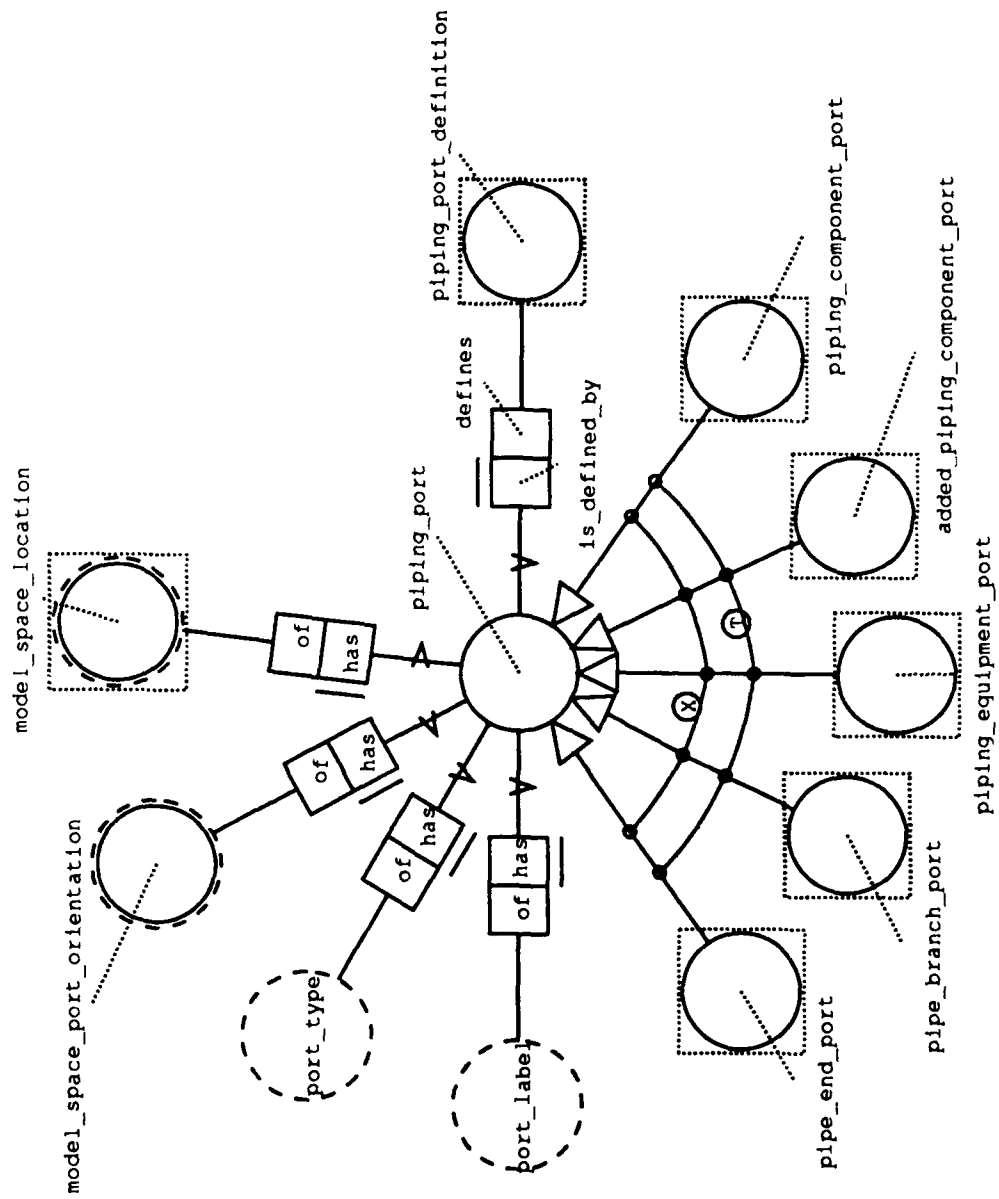 model_space_location
model_space_port_orientation
port_type
port_label
of
has
of
has
of
has
of
has
piping_port
defines
is_defined_by
piping_port_definition
piping_component_port
added_piping_component_port
piping_equipment_port
pipe_branch_port
pipe_end_port
X
T